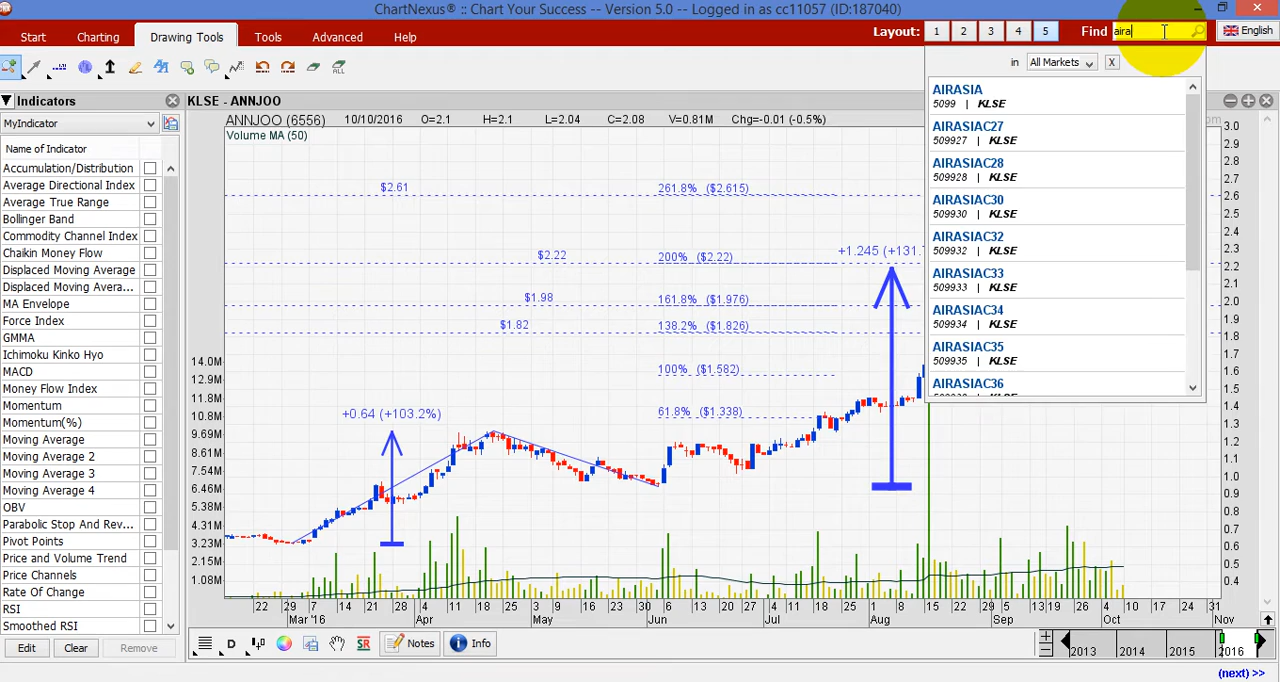 ChartNexus® :: Chart Your Success -- Version 5.0 -- Logged in as cc11057 (ID:187040)
Start Charting Drawing Tools Tools Advanced Help Layout: 1 2 3 4 5 Find aira English
in All Markets X
Indicators
KLSE - ANNJOO
MyIndicator
Name of Indicator
Accumulation/Distribution
Average Directional Index
Average True Range
Bollinger Band
Commodity Channel Index
Chaikin Money Flow
Displaced Moving Average
Displaced Moving Avera...
MA Envelope
Force Index
GMMA
Ichimoku Kinko Hyo
MACD
Money Flow Index
Momentum
Momentum(%)
Moving Average
Moving Average 2
Moving Average 3
Moving Average 4
OBV
Parabolic Stop And Rev...
Pivot Points
Price and Volume Trend
Price Channels
Rate Of Change
RSI
Smoothed RSI
Edit Clear Remove
ANNJOO (6556) 10/10/2016 O=2.1 H=2.1 L=2.04 C=2.08 V=0.81M Chg=-0.01 (-0.5%)
Volume MA (50)
$2.61 261.8% ($2.615)
+1.245 (+131.
$2.22 200% ($2.22)
$1.98 161.8% ($1.976)
$1.82 138.2% ($1.826)
100% ($1.582)
+0.64 (+103.2%) 61.8% ($1.338)
14.0M
12.9M
11.8M
10.8M
9.69M
8.61M
7.54M
6.46M
5.38M
4.31M
3.23M
2.15M
1.08M
AIRASIA
5099 | KLSE
AIRASIAC27
509927 | KLSE
AIRASIAC28
509928 | KLSE
AIRASIAC30
509930 | KLSE
AIRASIAC32
509932 | KLSE
AIRASIAC33
509933 | KLSE
AIRASIAC34
509934 | KLSE
AIRASIAC35
509935 | KLSE
AIRASIAC36
3.0
2.9
2.8
2.7
2.6
2.5
2.4
2.3
2.2
2.1
2.0
1.9
1.8
1.7
1.6
1.5
1.4
1.3
1.2
1.1
1.0
0.9
0.8
0.7
0.6
0.5
0.4
22 29 7 14 21 28 4 11 18 25 3 9 16 23 30 6 13 20 27 4 11 18 25 1 8 15 22 29 5 13 19 26 4 10 17 24 31
Mar '16 Apr May Jun Jul Aug Sep Oct Nov
D SR Notes Info 2013 2014 2015 2016
(next) >>